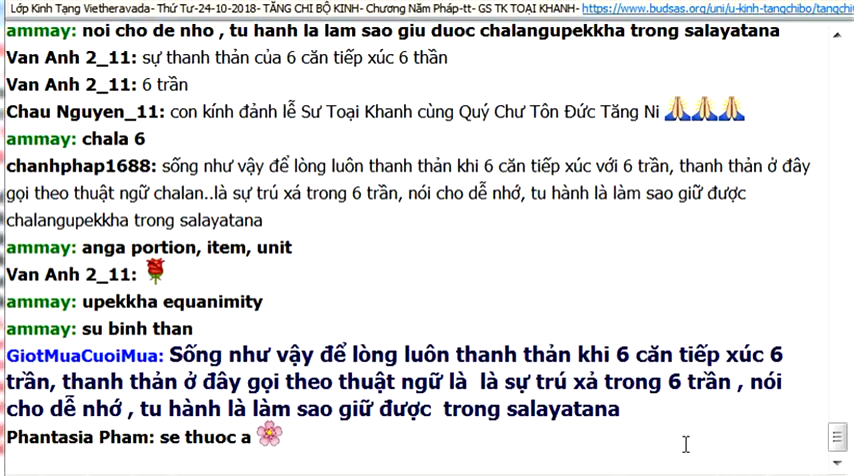 Lớp Kinh Tạng Vietheravada- Thứ Tư-24-10-2018- TĂNG CHI BỘ KINH- Chương Năm Pháp-tt- GS TK TOẠI KHANH- https://www.budsas.org/uni/u-kinh-tangchibo/tangchi
ammay: noi cho de nho , tu hanh la lam sao giu duoc chalangupekkha trong salayatana
Van Anh 2_11: sự thanh thản của 6 căn tiếp xúc 6 thần
Van Anh 2_11: 6 trần
Chau Nguyen_11: con kính đảnh lễ Sư Toại Khanh cùng Quý Chư Tôn Đức Tăng Ni 🙏🙏🙏
ammay: chala 6
chanhphap1688: sống như vậy để lòng luôn thanh thản khi 6 căn tiếp xúc với 6 trần, thanh thản ở đây
gọi theo thuật ngữ chalan..là sự trú xá trong 6 trần, nói cho dễ nhớ, tu hành là làm sao giữ được
chalangupekkha trong salayatana
ammay: anga portion, item, unit
Van Anh 2_11: 🌹
ammay: upekkha equanimity
ammay: su binh than
GiotMuaCuoiMua: Sống như vậy để lòng luôn thanh thản khi 6 căn tiếp xúc 6
trần, thanh thản ở đây gọi theo thuật ngữ là là sự trú xả trong 6 trần , nói
cho dễ nhớ , tu hành là làm sao giữ được trong salayatana
Phantasia Pham: se thuoc a 🌸